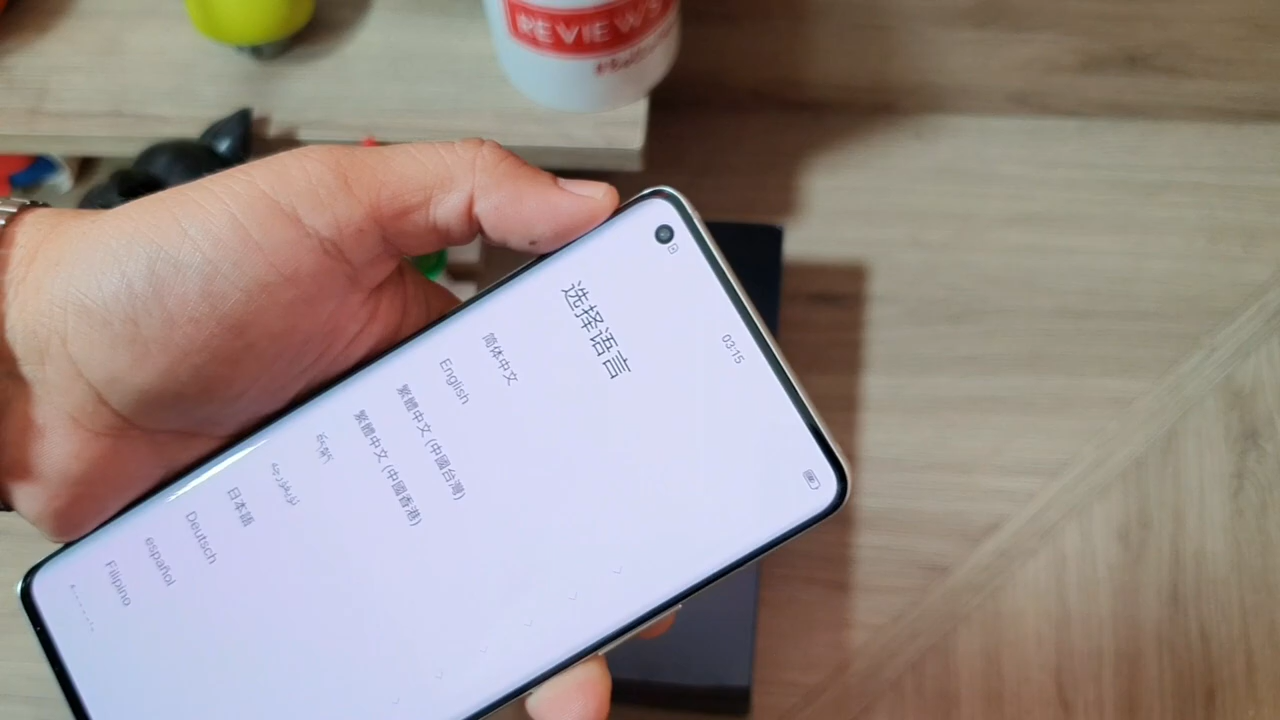 REVIEWS
03:15
选择语言
简体中文
English
繁體中文 (中國台灣)
繁體中文 (中國香港)
日本語
Deutsch
español
Filipino